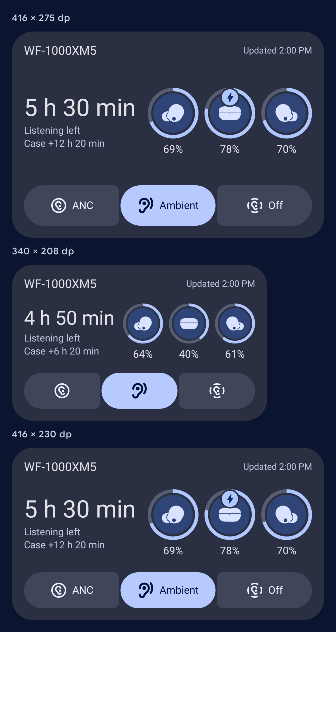 416 × 275 dp
WF-1000XM5
Updated 2:00 PM
5 h 30 min
Listening left
Case +12 h 20 min
69%
78%
70%
ANC
Ambient
Off
340 × 208 dp
WF-1000XM5
Updated 2:00 PM
4 h 50 min
Listening left
Case +6 h 20 min
64%
40%
61%
416 × 230 dp
WF-1000XM5
Updated 2:00 PM
5 h 30 min
Listening left
Case +12 h 20 min
69%
78%
70%
ANC
Ambient
Off